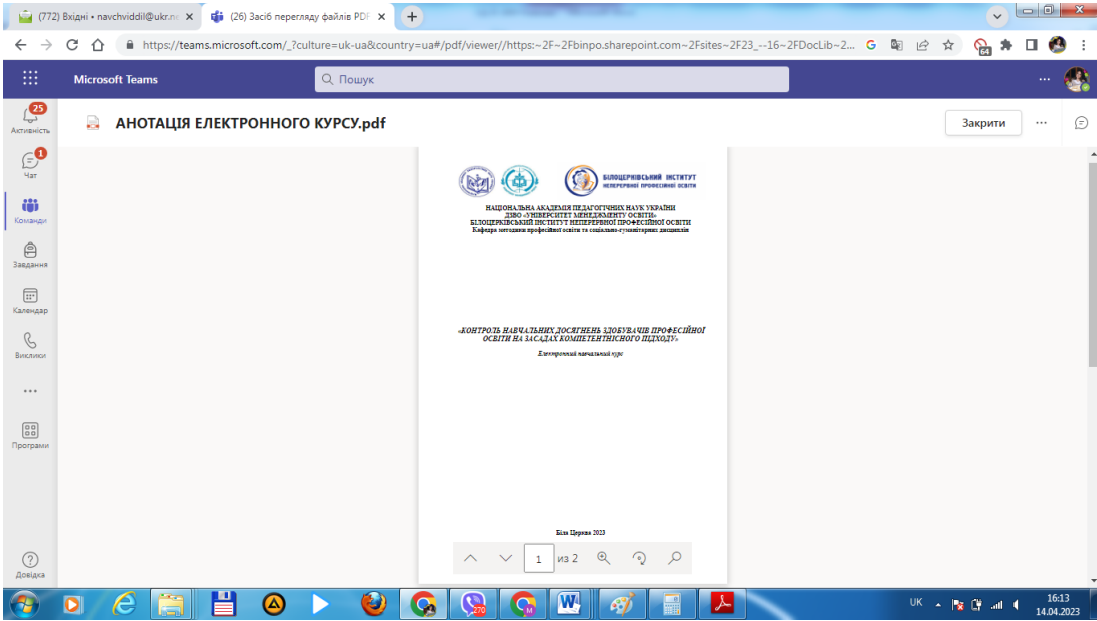 (772) Вхідні • navchviddil@ukr.n
(26) Засіб перегляду файлів PDF
https://teams.microsoft.com/_?culture=uk-ua&country=ua#/pdf/viewer//https:~2F~2Fbinpo.sharepoint.com~2Fsites~2F23_--16~2FDocLib~2...
64
Microsoft Teams
Пошук
25
Активність
АНОТАЦІЯ ЕЛЕКТРОННОГО КУРСУ.pdf
Закрити
1
Чат
Команди
Завдання
Календар
Виклики
Програми
Довідка
БІЛОЦЕРКІВСЬКИЙ ІНСТИТУТ
НЕПЕРЕРВНОЇ ПРОФЕСІЙНОЇ ОСВІТИ
НАЦІОНАЛЬНА АКАДЕМІЯ ПЕДАГОГІЧНИХ НАУК УКРАЇНИ
ДЗВО «УНІВЕРСИТЕТ МЕНЕДЖМЕНТУ ОСВІТИ»
БІЛОЦЕРКІВСЬКИЙ ІНСТИТУТ НЕПЕРЕРВНОЇ ПРОФЕСІЙНОЇ ОСВІТИ
Кафедра методики професійної освіти та соціально-гуманітарних дисциплін
«КОНТРОЛЬ НАВЧАЛЬНИХ ДОСЯГНЕНЬ ЗДОБУВАЧІВ ПРОФЕСІЙНОЇ
ОСВІТИ НА ЗАСАДАХ КОМПЕТЕНТНІСНОГО ПІДХОДУ»
Електронний навчальний курс
Біла Церква 2023
1 из 2
270
UK
16:13
14.04.2023